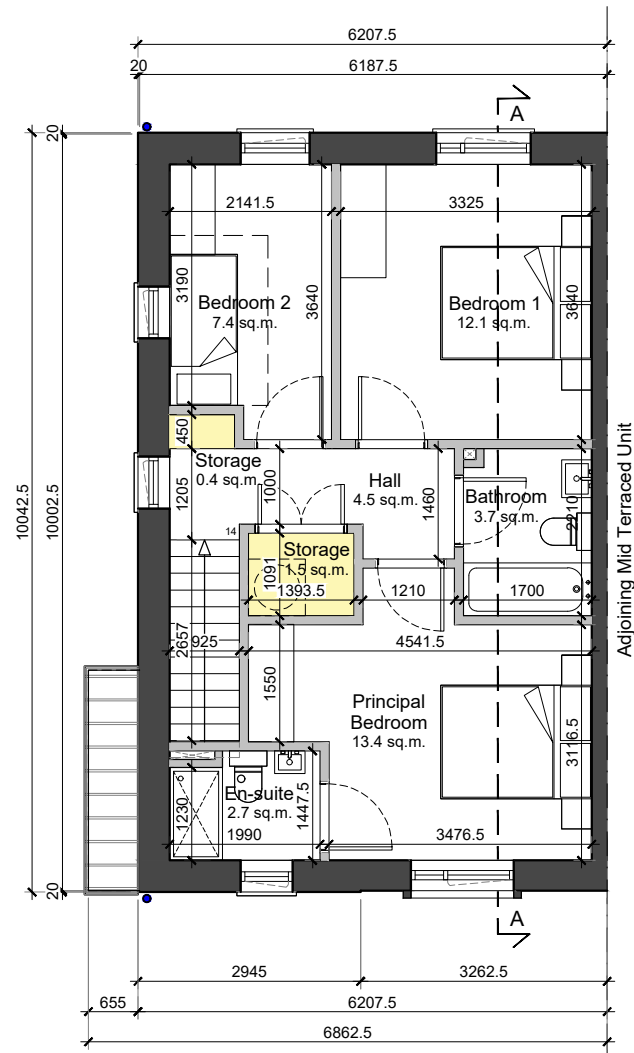 6207.5
20
6187.5
A
20
2141.5
3325
3190
3640
3640
Bedroom 2
7.4 sq.m.
Bedroom 1
12.1 sq.m.
450
Storage
0.4 sq.m.
1000
Hall
4.5 sq.m.
1460
1205
Bathroom
3.7 sq.m.
2210
10042.5
10002.5
Adjoining Mid Terraced Unit
14
Storage
1.5 sq.m.
1091
1393.5
1210
1700
2657
925
4541.5
1550
Principal
Bedroom
13.4 sq.m.
3116.5
En-suite
2.7 sq.m.
1230
1447.5
1990
3476.5
20
A
2945
3262.5
655
6207.5
6862.5